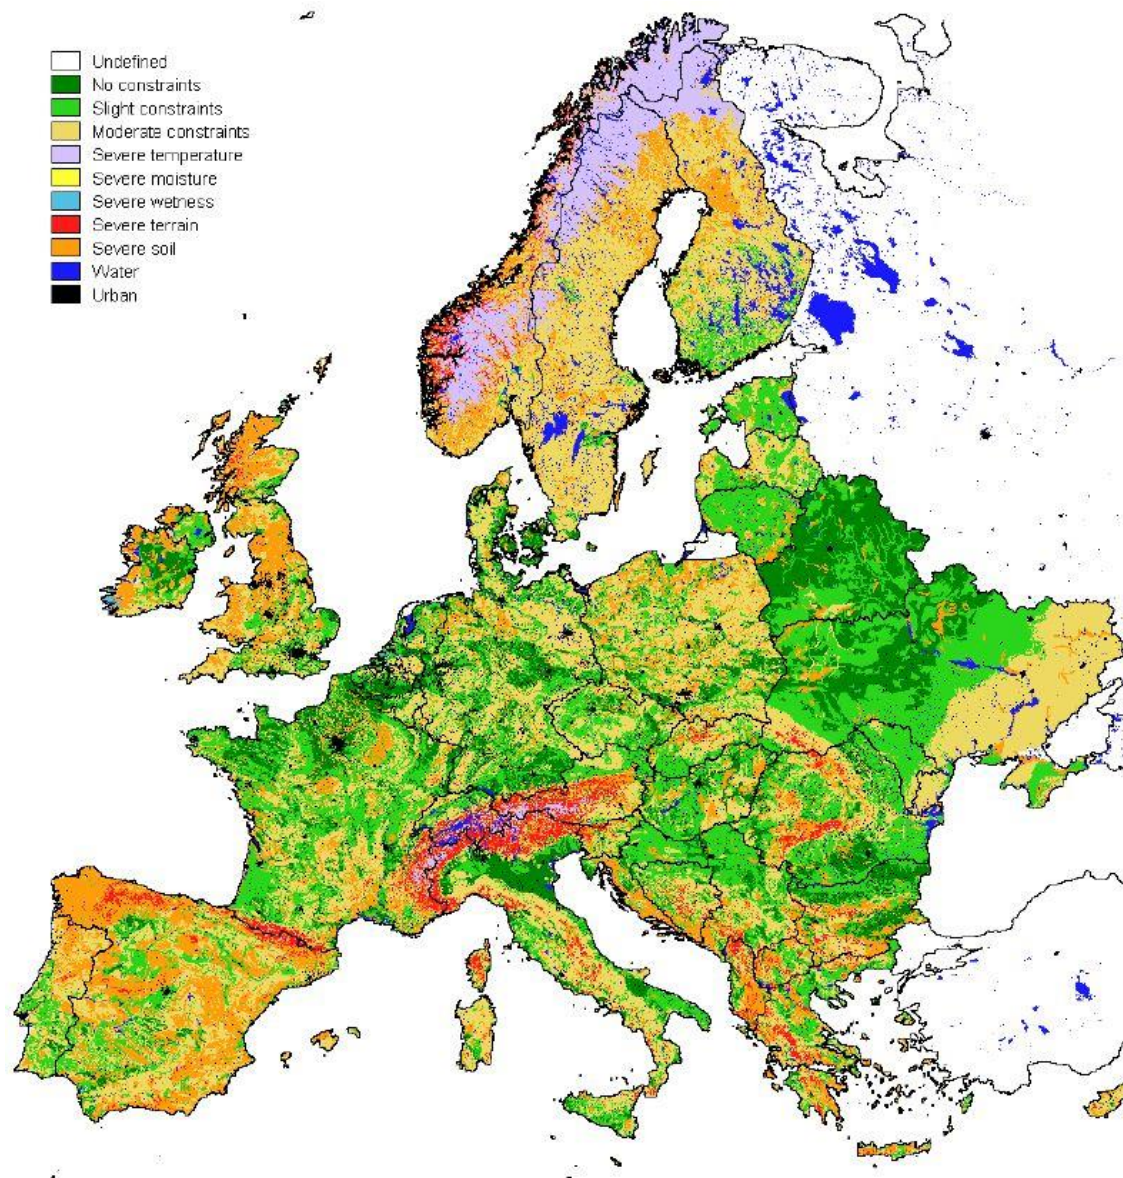 Undefined
No constraints
Slight constraints
Moderate constraints
Severe temperature
Severe moisture
Severe wetness
Severe terrain
Severe soil
Water
Urban